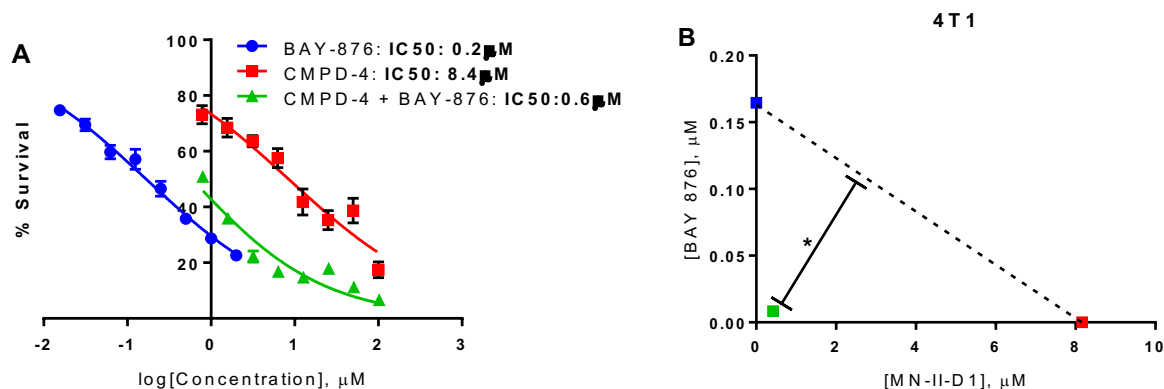 A
BAY-876: IC50: 0.2μM
CMPD-4: IC50: 8.4μM
CMPD-4 + BAY-876: IC50:0.6μM
% Survival
100
80
60
40
20
-2 -1 0 1 2 3
log[Concentration], μM
B
4T1
[BAY 876], μM
0.20
0.15
0.10
0.05
0.00
*
0 2 4 6 8 10
[MN-II-D1], μM